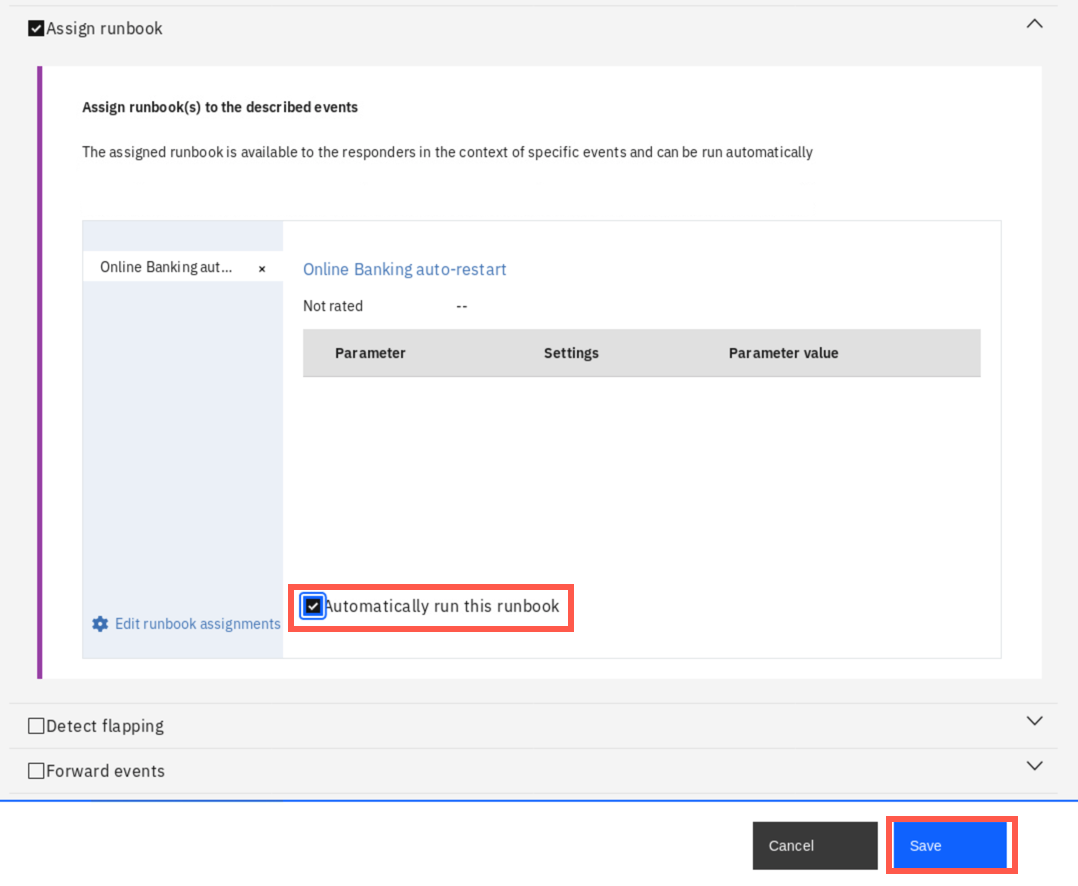 Assign runbook
Assign runbook(s) to the described events
The assigned runbook is available to the responders in the context of specific events and can be run automatically
Online Banking aut... ×
Online Banking auto-restart
Not rated --
Parameter Settings Parameter value
Automatically run this runbook
Edit runbook assignments
Detect flapping
Forward events
Cancel Save